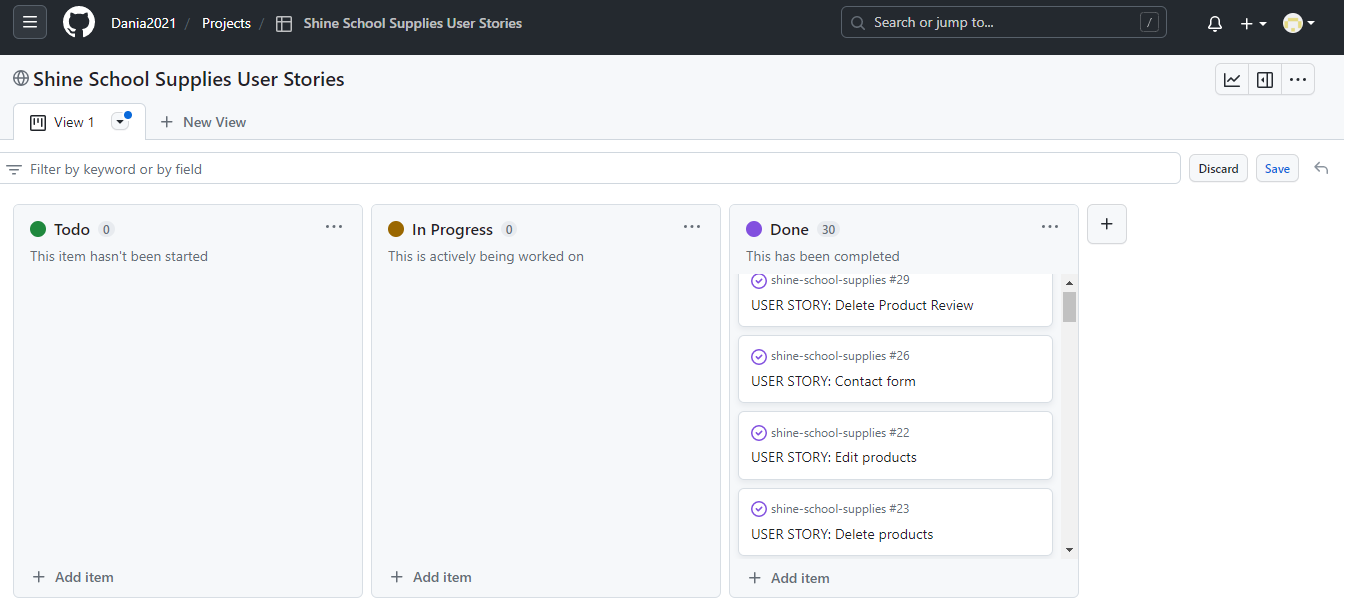 Dania2021 / Projects / Shine School Supplies User Stories
Search or jump to... /
Shine School Supplies User Stories
View 1
New View
Filter by keyword or by field
Discard
Save
Todo 0
This item hasn't been started
Add item
In Progress 0
This is actively being worked on
Add item
Done 30
This has been completed
shine-school-supplies #29
USER STORY: Delete Product Review
shine-school-supplies #26
USER STORY: Contact form
shine-school-supplies #22
USER STORY: Edit products
shine-school-supplies #23
USER STORY: Delete products
Add item